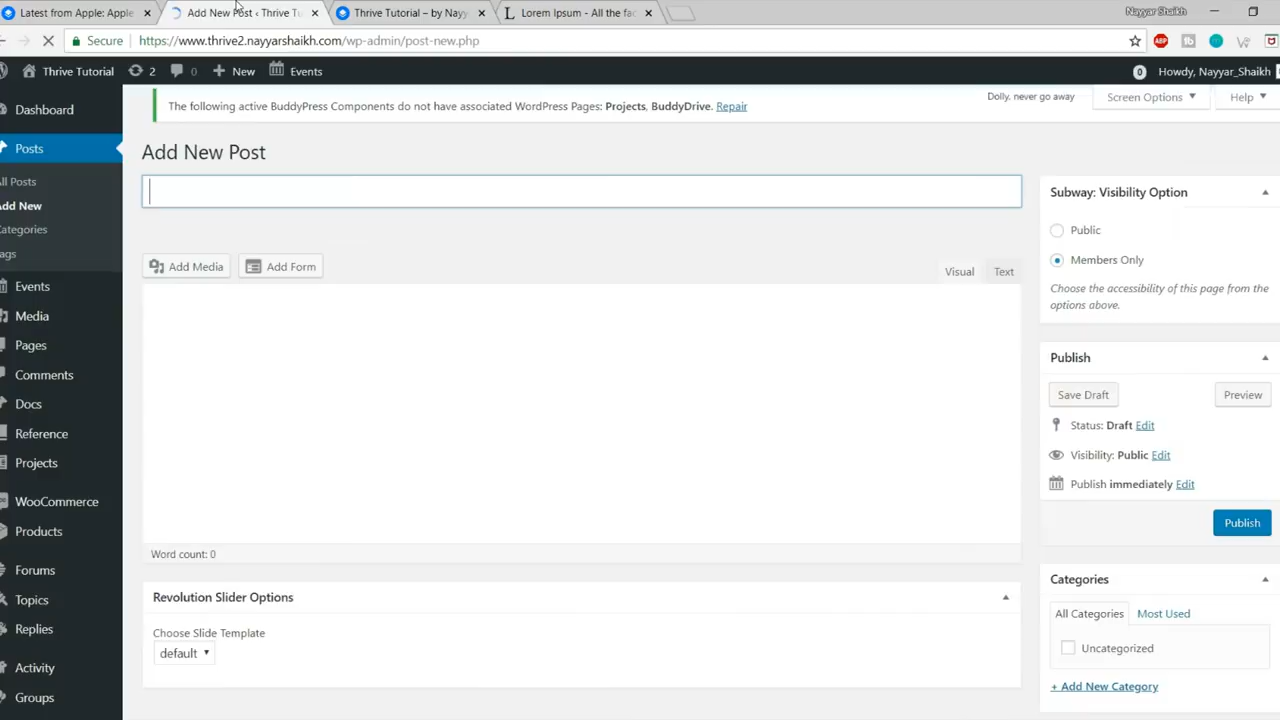 Latest from Apple: Apple
Add New Post ‹ Thrive Tu
Thrive Tutorial – by Nayy
Lorem Ipsum - All the fac
Nayyar Shaikh
Secure
https://www.thrive2.nayyarshaikh.com/wp-admin/post-new.php
ABP
Thrive Tutorial
2
0
New
Events
0
Howdy, Nayyar_Shaikh
The following active BuddyPress Components do not have associated WordPress Pages: Projects, BuddyDrive. Repair
Dolly, never go away
Screen Options
Help
Dashboard
Posts
ll Posts
dd New
ategories
ags
Events
Media
Pages
Comments
Docs
Reference
Projects
WooCommerce
Products
Forums
Topics
Replies
Activity
Groups
Add New Post
Add Media
Add Form
Visual
Text
Word count: 0
Revolution Slider Options
Choose Slide Template
default
Subway: Visibility Option
Public
Members Only
Choose the accessibility of this page from the
options above.
Publish
Save Draft
Preview
Status: Draft Edit
Visibility: Public Edit
Publish immediately Edit
Publish
Categories
All Categories
Most Used
Uncategorized
+ Add New Category